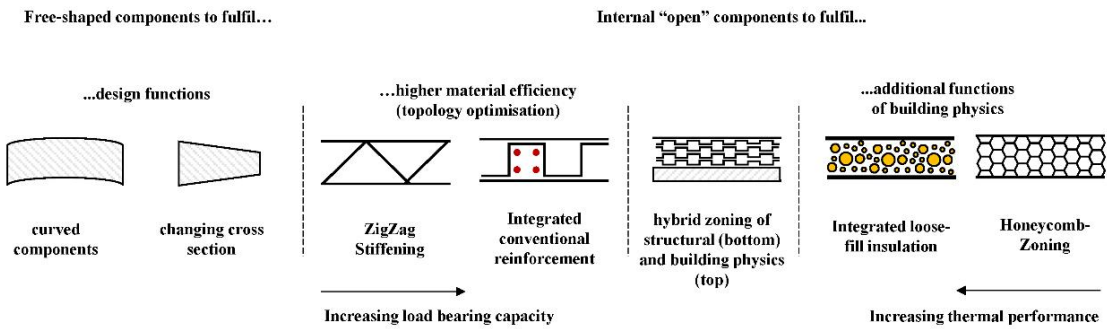 Free-shaped components to fulfil…
Internal “open” components to fulfil...
...design functions
…higher material efficiency
(topology optimisation)
...additional functions
of building physics
curved
components
changing cross
section
ZigZag
Stiffening
Integrated
conventional
reinforcement
hybrid zoning of
structural (bottom)
and building physics
(top)
Integrated loose-
fill insulation
Honeycomb-
Zoning
Increasing load bearing capacity
Increasing thermal performance